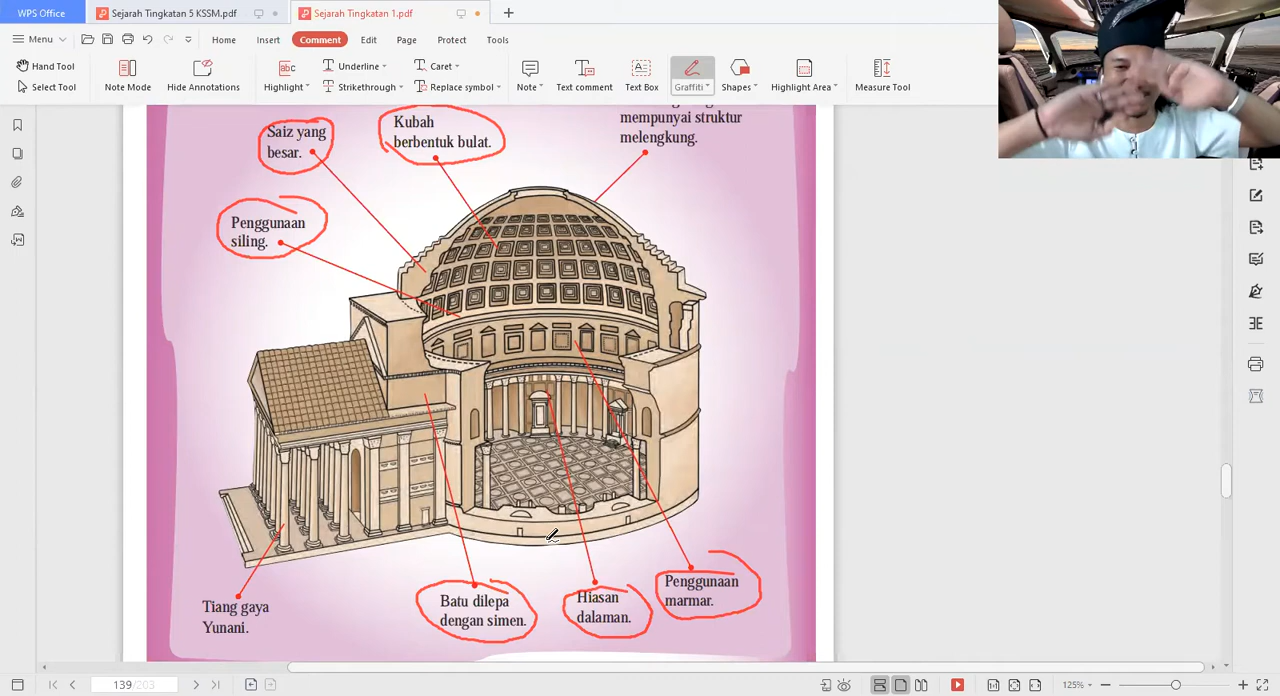 WPS Office
Sejarah Tingkatan 5 KSSM.pdf
Sejarah Tingkatan 1.pdf
Menu
Home
Insert
Comment
Edit
Page
Protect
Tools
Hand Tool
Select Tool
Note Mode
Hide Annotations
Highlight
Underline
Strikethrough
Caret
Replace symbol
Note
Text comment
Text Box
Graffiti
Shapes
Highlight Area
Measure Tool
Saiz yang
besar.
Kubah
berbentuk bulat.
mempunyai struktur
melengkung.
Penggunaan
siling.
Tiang gaya
Yunani.
Batu dilepa
dengan simen.
Hiasan
dalaman.
Penggunaan
marmar.
139/203
125%